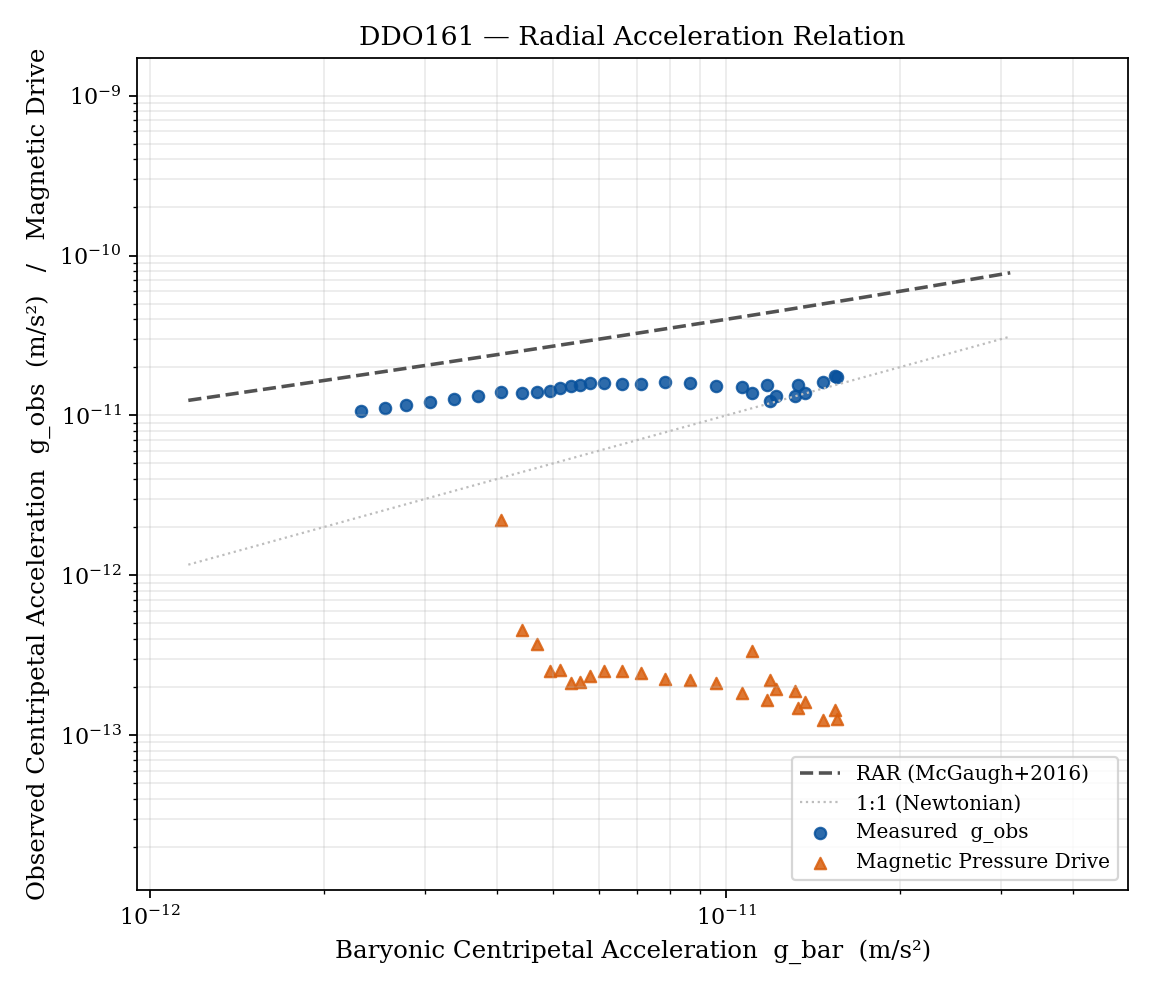 DDO161 — Radial Acceleration Relation
Observed Centripetal Acceleration  g_obs  (m/s²)   /   Magnetic Drive
10⁻⁹
10⁻¹⁰
10⁻¹¹
10⁻¹²
10⁻¹³
RAR (McGaugh+2016)
1:1 (Newtonian)
Measured  g_obs
Magnetic Pressure Drive
10⁻¹²
10⁻¹¹
Baryonic Centripetal Acceleration  g_bar  (m/s²)